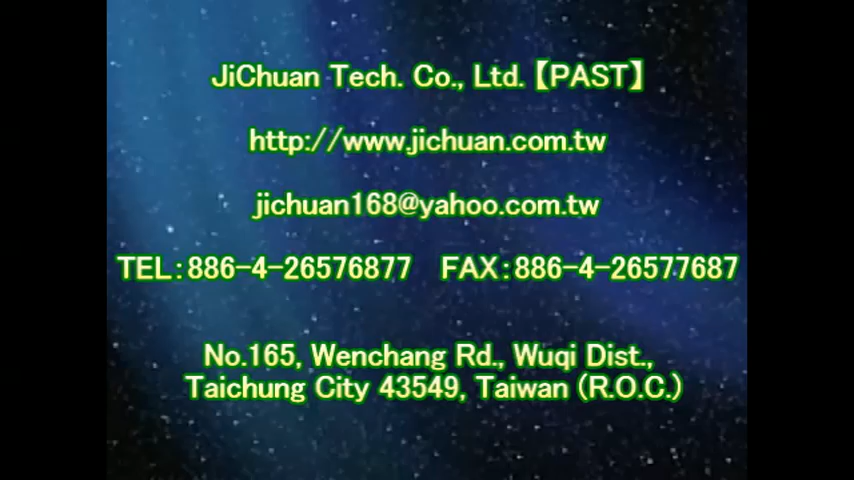 JiChuan Tech. Co., Ltd.【PAST】
http://www.jichuan.com.tw
jichuan168@yahoo.com.tw
TEL：886-4-26576877　FAX：886-4-26577687
No.165, Wenchang Rd., Wuqi Dist.,
Taichung City 43549, Taiwan (R.O.C.)